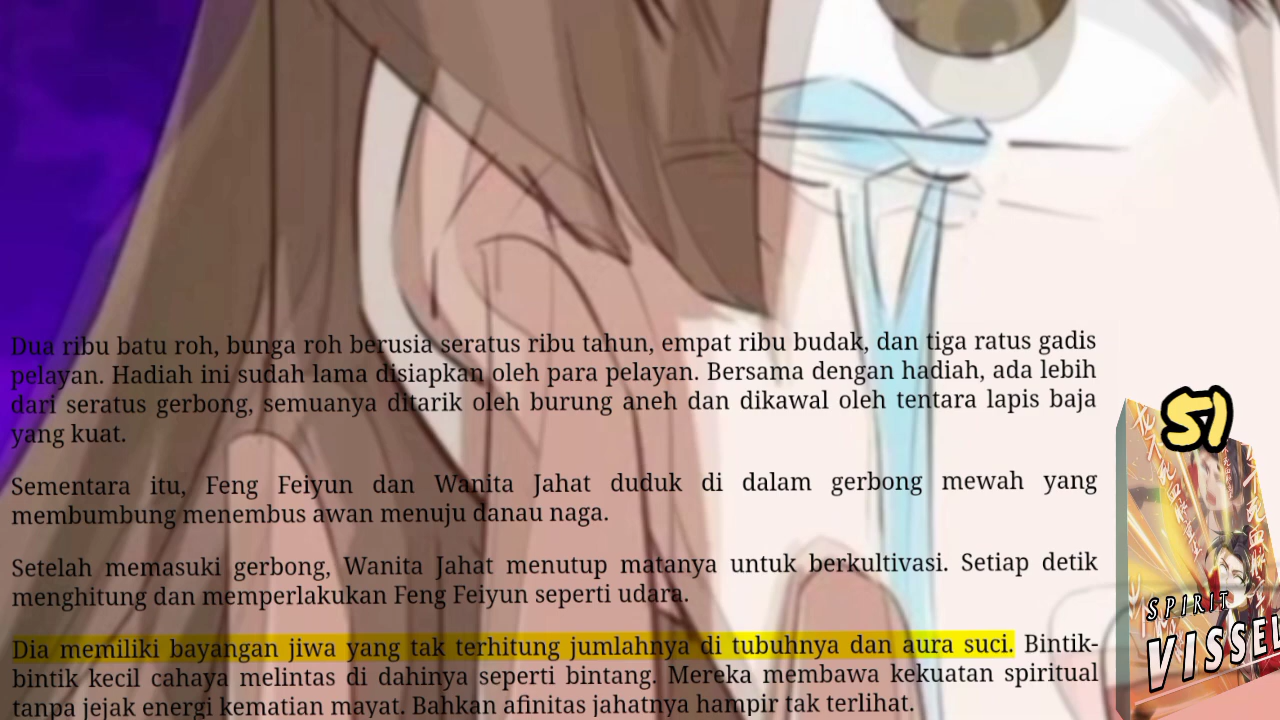 Dua ribu batu roh, bunga roh berusia seratus ribu tahun, empat ribu budak, dan tiga ratus gadis
pelayan. Hadiah ini sudah lama disiapkan oleh para pelayan. Bersama dengan hadiah, ada lebih
dari seratus gerbong, semuanya ditarik oleh burung aneh dan dikawal oleh tentara lapis baja
yang kuat.
Sementara itu, Feng Feiyun dan Wanita Jahat duduk di dalam gerbong mewah yang
membumbung menembus awan menuju danau naga.
Setelah memasuki gerbong, Wanita Jahat menutup matanya untuk berkultivasi. Setiap detik
menghitung dan memperlakukan Feng Feiyun seperti udara.
Dia memiliki bayangan jiwa yang tak terhitung jumlahnya di tubuhnya dan aura suci. Bintik-
bintik kecil cahaya melintas di dahinya seperti bintang. Mereka membawa kekuatan spiritual
tanpa jejak energi kematian mayat. Bahkan afinitas jahatnya hampir tak terlihat.
51
SPIRIT
VISSEL